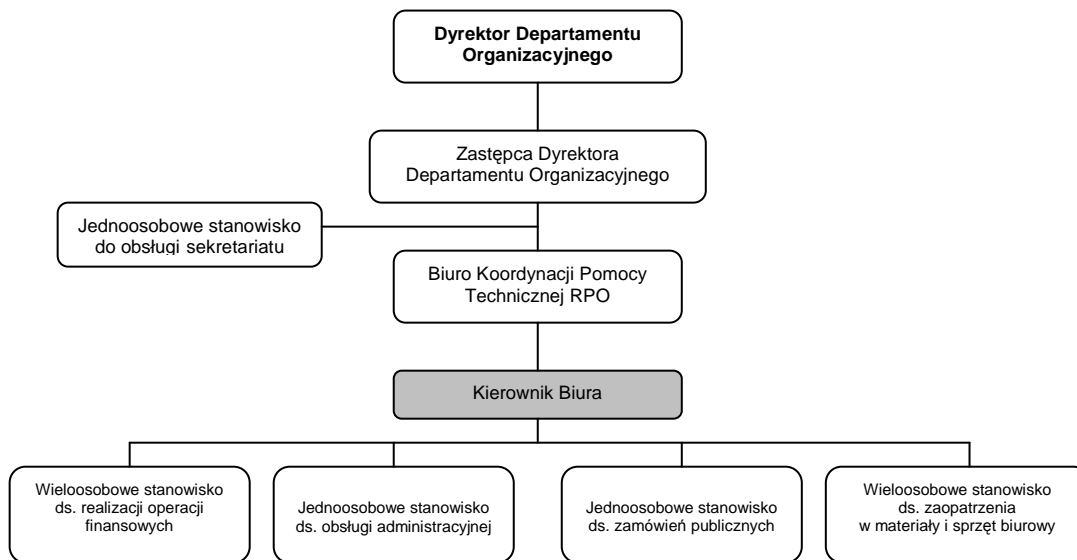 Dyrektor Departamentu
Organizacyjnego
Zastępca Dyrektora
Departamentu Organizacyjnego
Jednoosobowe stanowisko
do obsługi sekretariatu
Biuro Koordynacji Pomocy
Technicznej RPO
Kierownik Biura
Wieloosobowe stanowisko
ds. realizacji operacji
finansowych
Jednoosobowe stanowisko
ds. obsługi administracyjnej
Jednoosobowe stanowisko
ds. zamówień publicznych
Wieloosobowe stanowisko
ds. zaopatrzenia
w materiały i sprzęt biurowy